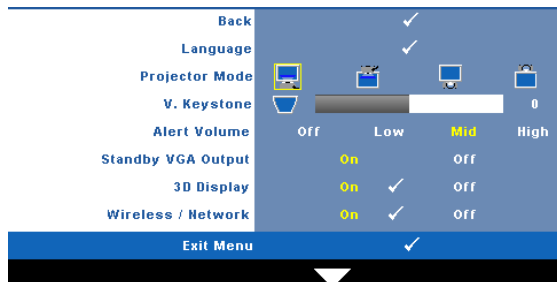 Back
Language
Projector Mode
V. Keystone 0
Alert Volume Off Low Mid High
Standby VGA Output On Off
3D Display On Off
Wireless / Network On Off
Exit Menu